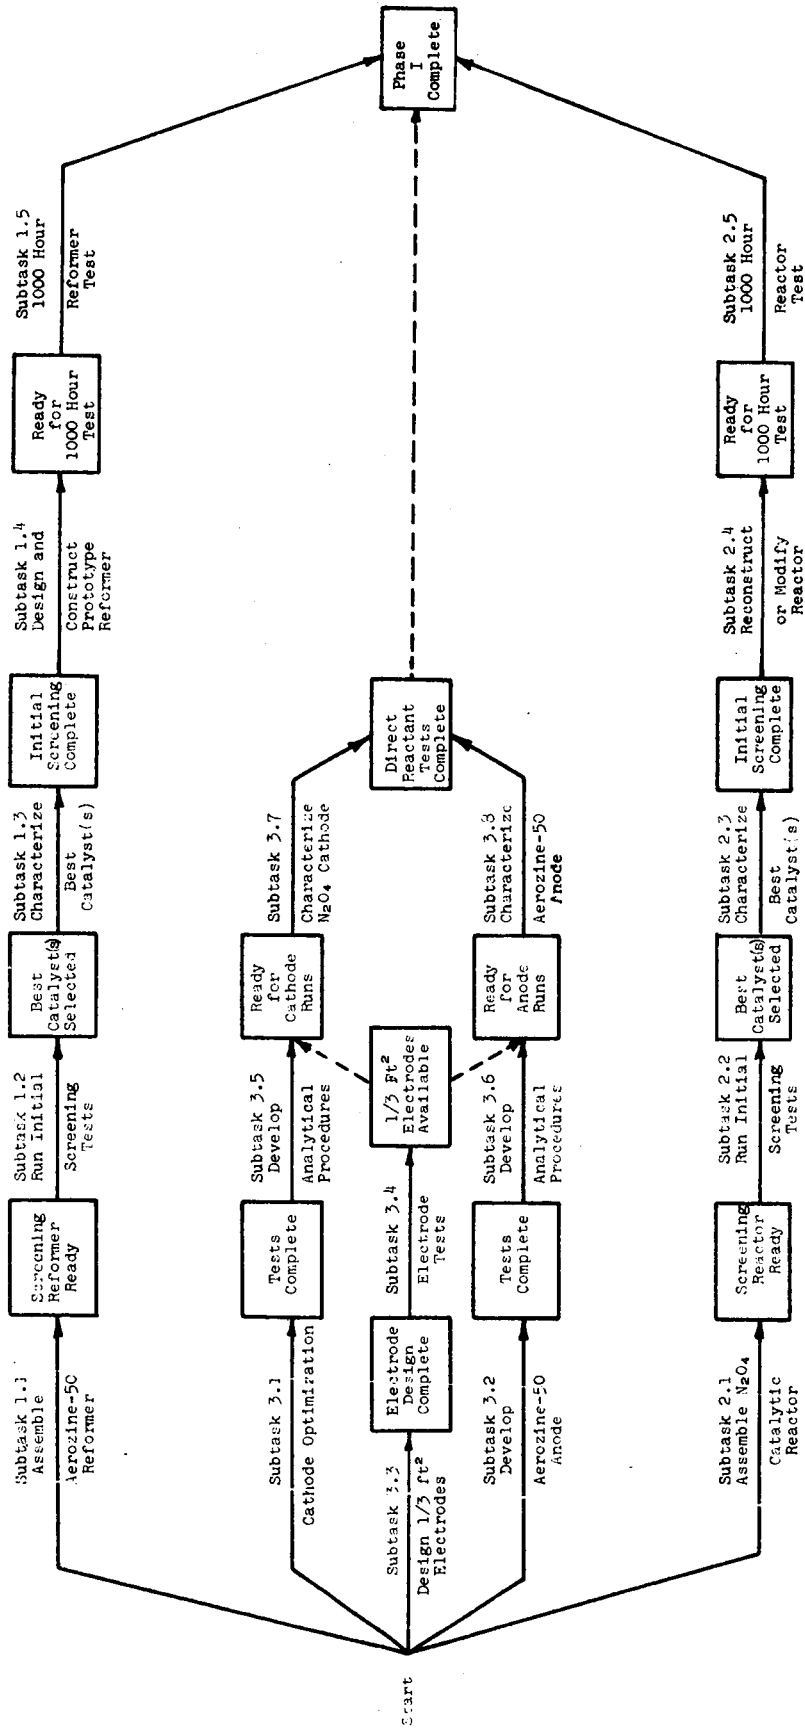 Start
Subtask 1.1
Assemble
Aerozine-50
Reformer
Screening
Reformer
Ready
Subtask 1.2
Run Initial
Screening
Tests
Best
Catalyst(s)
Selected
Subtask 1.3
Characterize
Best
Catalyst(s)
Initial
Screening
Complete
Subtask 1.4
Design and
Construct
Prototype
Reformer
Ready
for
1000 Hour
Test
Subtask 1.5
1000 Hour
Reformer
Test
Subtask 3.1
Cathode Optimization
Tests
Complete
Subtask 3.5
Develop
Analytical
Procedures
Ready
for
Cathode
Runs
Subtask 3.7
Characterize
N₂O₄ Cathode
Subtask 3.3
Design 1/3 ft²
Electrodes
Electrode
Design
Complete
Subtask 3.4
Electrode
Tests
1/3 Ft²
Electrodes
Available
Direct
Reactant
Tests
Complete
Phase
I
Complete
Subtask 3.2
Develop
Aerozine-50
Anode
Tests
Complete
Subtask 3.6
Develop
Analytical
Procedures
Ready
for
Anode
Runs
Subtask 3.8
Characterize
Aerozine-50
Anode
Subtask 2.1
Assemble N₂O₄
Catalytic
Reactor
Screening
Reactor
Ready
Subtask 2.2
Run Initial
Screening
Tests
Best
Catalyst(s)
Selected
Subtask 2.3
Characterize
Best
Catalyst(s)
Initial
Screening
Complete
Subtask 2.4
Reconstruct
or Modify
Reactor
Ready
for
1000 Hour
Test
Subtask 2.5
1000 Hour
Reactor
Test